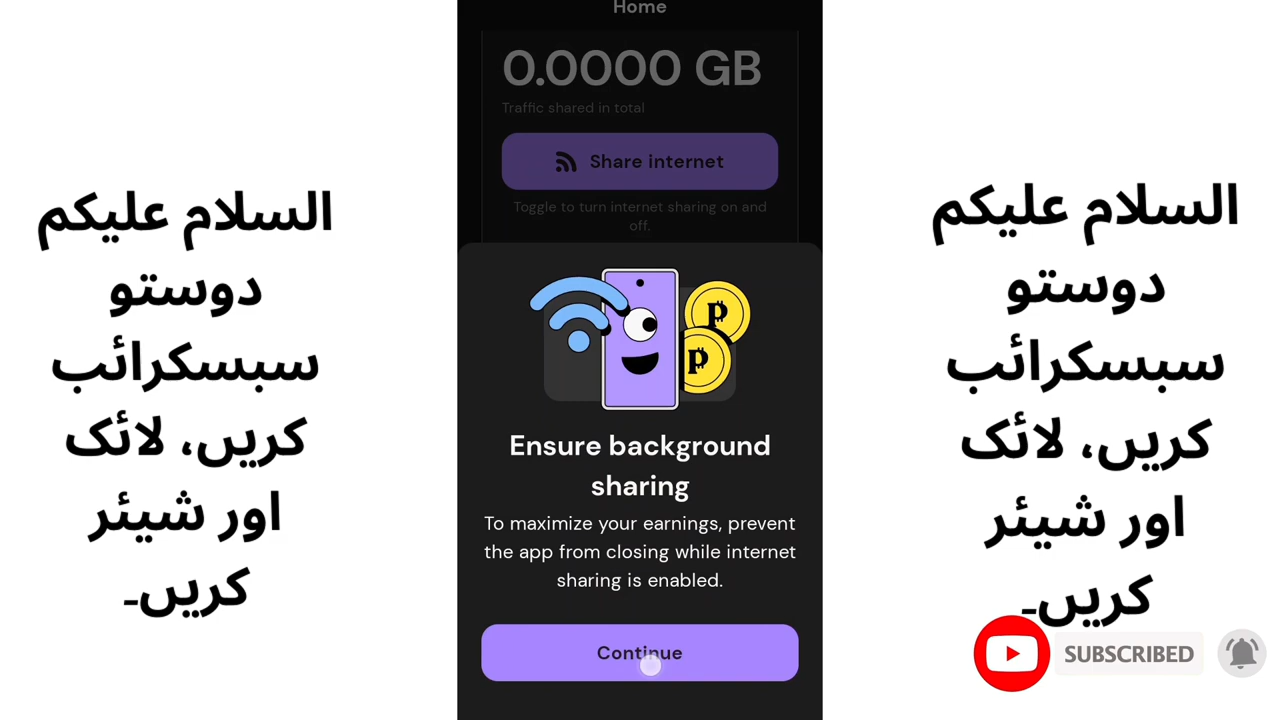 السلام علیکم
دوستو
سبسکرائب
کریں، لائک
اور شیئر
کریں۔
Home
0.0000 GB
Traffic shared in total
Share internet
Toggle to turn internet sharing on and
off.
Ensure background
sharing
To maximize your earnings, prevent
the app from closing while internet
sharing is enabled.
Continue
السلام علیکم
دوستو
سبسکرائب
کریں، لائک
اور شیئر
کریں۔
SUBSCRIBED